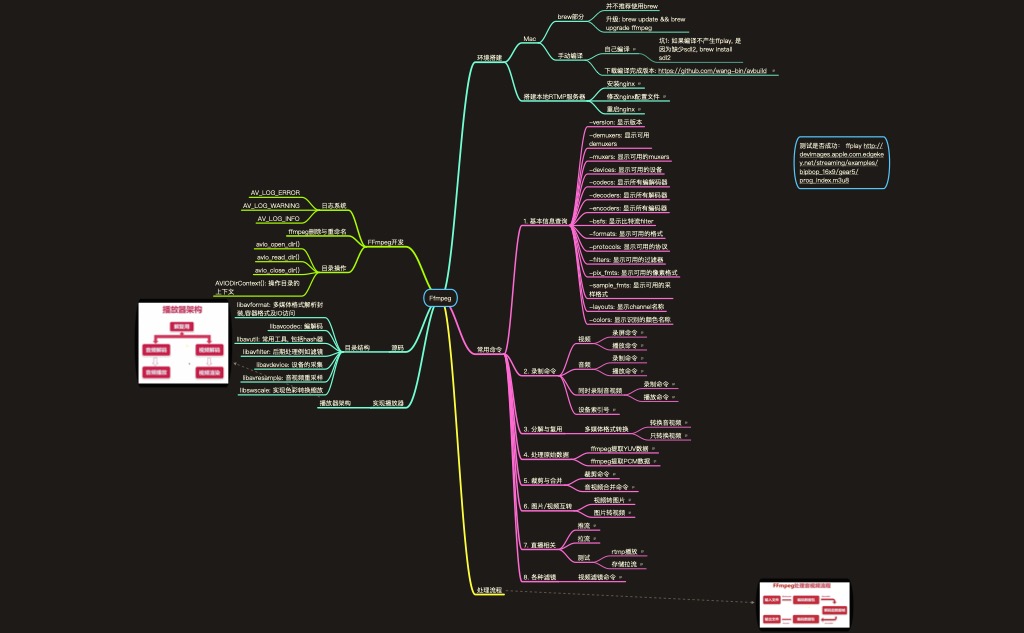 Ffmpeg
环境搭建
Mac
brew部分
并不推荐使用brew
升级: brew update && brew
upgrade ffmpeg
手动编译
自己编译
坑1: 如果编译不产生ffplay, 是
因为缺少sdl2, brew install
sdl2
下载编译完成版本: https://github.com/wang-bin/avbuild
搭建本地RTMP服务器
安装nginx
修改nginx配置文件
重启nginx
常用命令
1. 基本信息查询
-version: 显示版本
-demuxers: 显示可用
demuxers
-muxers: 显示可用的muxers
-devices: 显示可用的设备
-codecs: 显示所有编解码器
-decoders: 显示所有解码器
-encoders: 显示所有编码器
-bsfs: 显示比特流filter
-formats: 显示可用的格式
-protocols: 显示可用的协议
-filters: 显示可用的过滤器
-pix_fmts: 显示可用的像素格式
-sample_fmts: 显示可用的采
样格式
-layouts: 显示channel名称
-colors: 显示识别的颜色名称
2. 录制命令
视频
录屏命令
播放命令
音频
录制命令
播放命令
同时录制音视频
录制命令
播放命令
设备索引号
3. 分解与复用
多媒体格式转换
转换音视频
只转换视频
4. 处理原始数据
ffmpeg提取YUV数据
ffmpeg提取PCM数据
5. 裁剪与合并
裁剪命令
音视频合并命令
6. 图片/视频互转
视频转图片
图片转视频
7. 直播相关
推流
拉流
测试
rtmp播放
存储拉流
8. 各种滤镜
视频滤镜命令
处理流程
FFmpeg处理音视频流程
输入文件
输出文件
FFmpeg开发
日志系统
AV_LOG_ERROR
AV_LOG_WARNING
AV_LOG_INFO
ffmpeg删除与重命名
目录操作
avio_open_dir()
avio_read_dir()
avio_close_dir()
AVIODirContext(): 操作目录的
上下文
源码
目录结构
libavformat: 多媒体格式解析封
装,容器格式及IO访问
libavcodec: 编解码
libavutil: 常用工具, 包括hash器
libavfilter: 后期处理例如滤镜
libavdevice: 设备的采集
libavresample: 音视频重采样
libswscale: 实现色彩转换缩放
实现播放器
播放器架构
播放器架构
解复用
音频解码
视频解码
音频播放
视频渲染
测试是否成功： ffplay http://
devimages.apple.com.edgeke
y.net/streaming/examples/
bipbop_16x9/gear5/
prog_index.m3u8